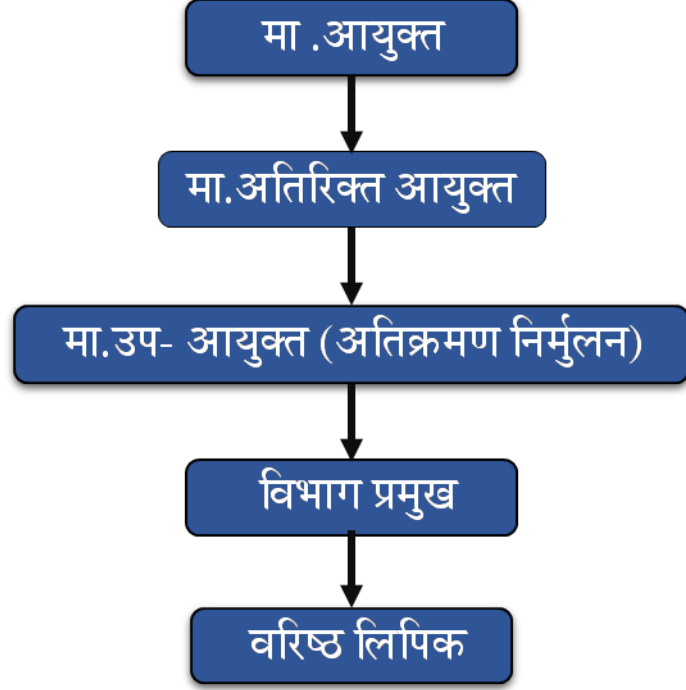 मा .आयुक्त
मा.अतिरिक्त आयुक्त
मा.उप- आयुक्त (अतिक्रमण निर्मुलन)
विभाग प्रमुख
वरिष्ठ लिपिक